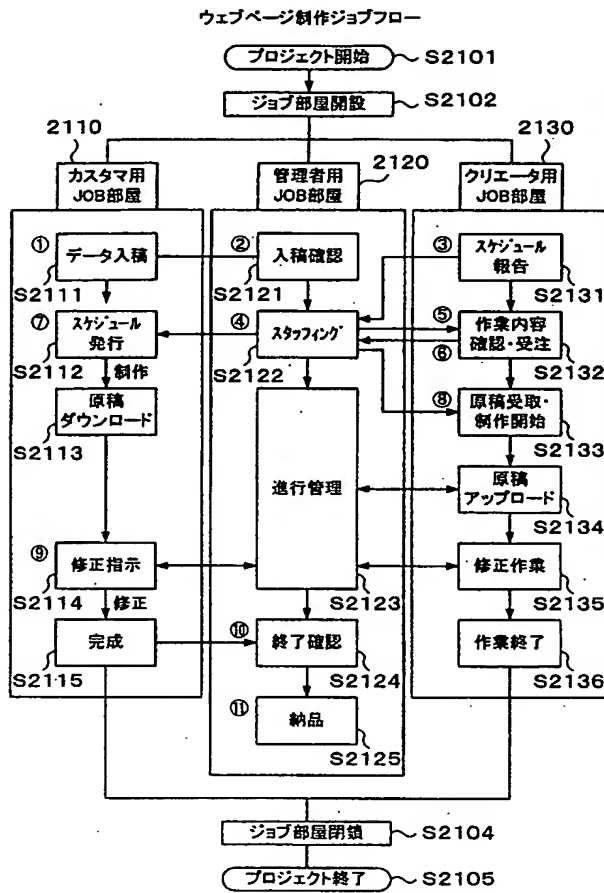 ウェブページ制作ジョブフロー
プロジェクト開始
S2101
ジョブ部屋開設
S2102
2110
カスタマ用
JOB部屋
2120
管理者用
JOB部屋
2130
クリエータ用
JOB部屋
①
データ入稿
S2111
②
入稿確認
S2121
③
スケジュール
報告
S2131
⑦
スケジュール
発行
S2112
制作
④
スタッフィング
S2122
⑤
⑥
作業内容
確認・受注
S2132
原稿
ダウンロード
S2113
⑧
原稿受取・
制作開始
S2133
進行管理
S2123
原稿
アップロード
S2134
⑨
修正指示
S2114
修正
修正作業
S2135
完成
S2115
⑩
終了確認
S2124
作業終了
S2136
⑪
納品
S2125
ジョブ部屋閉鎖
S2104
プロジェクト終了
S2105